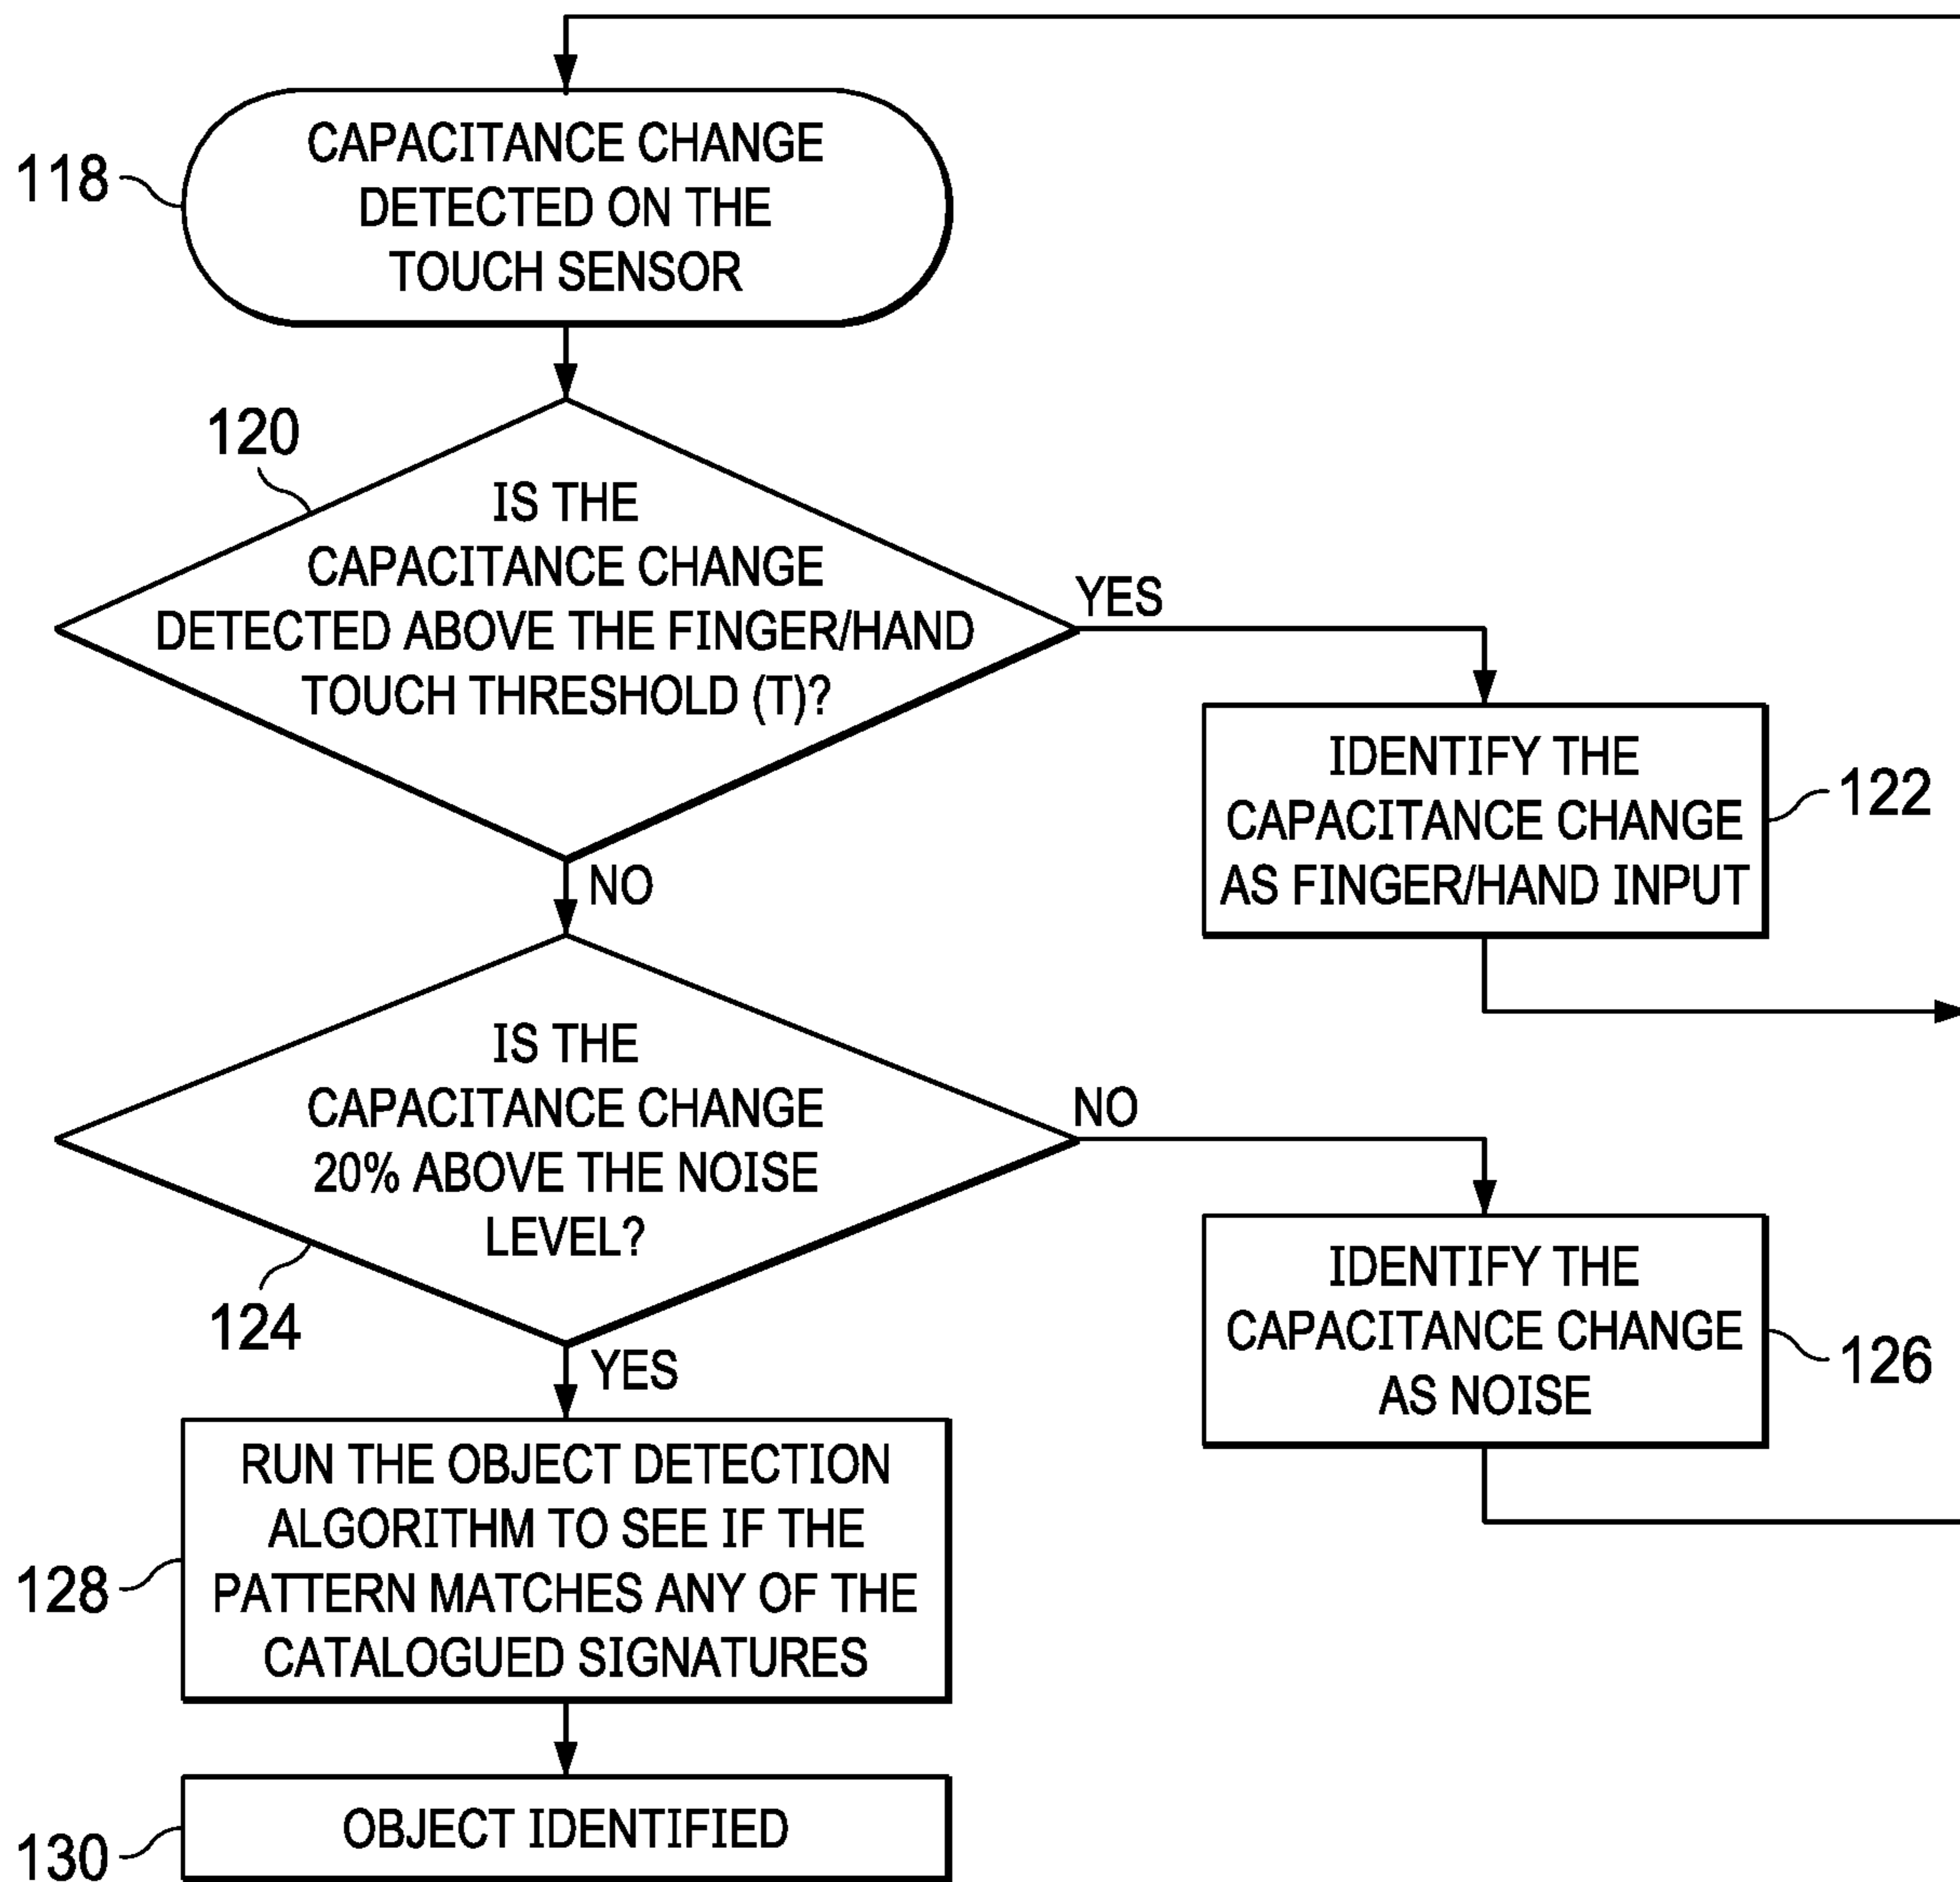 CAPACITANCE CHANGE
DETECTED ON THE
TOUCH SENSOR
118
120
IS THE
CAPACITANCE CHANGE
DETECTED ABOVE THE FINGER/HAND
TOUCH THRESHOLD (T)?
YES
IDENTIFY THE
CAPACITANCE CHANGE
AS FINGER/HAND INPUT
122
NO
IS THE
CAPACITANCE CHANGE
20% ABOVE THE NOISE
LEVEL?
124
NO
IDENTIFY THE
CAPACITANCE CHANGE
AS NOISE
126
YES
RUN THE OBJECT DETECTION
ALGORITHM TO SEE IF THE
PATTERN MATCHES ANY OF THE
CATALOGUED SIGNATURES
128
OBJECT IDENTIFIED
130